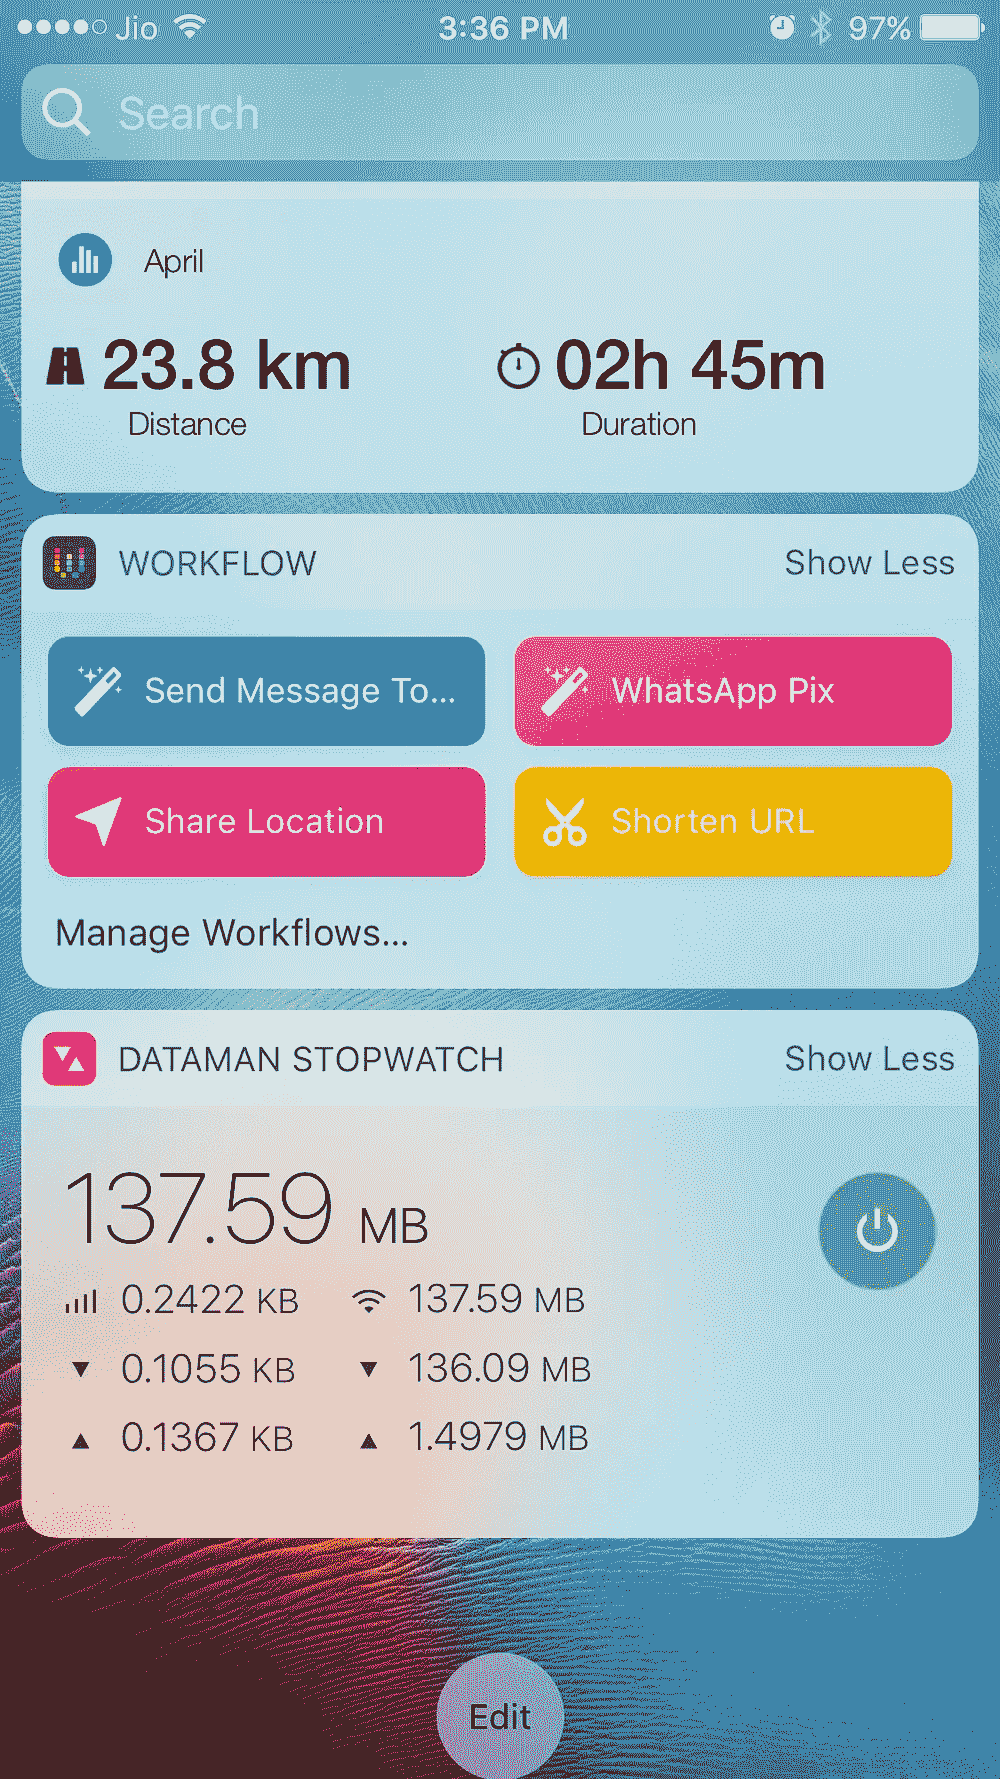 Jio 3:36 PM 97%
Search
April
23.8 km 02h 45m
Distance Duration
WORKFLOW Show Less
Send Message To... WhatsApp Pix
Share Location Shorten URL
Manage Workflows...
DATAMAN STOPWATCH Show Less
137.59 MB
0.2422 KB 137.59 MB
0.1055 KB 136.09 MB
0.1367 KB 1.4979 MB
Edit